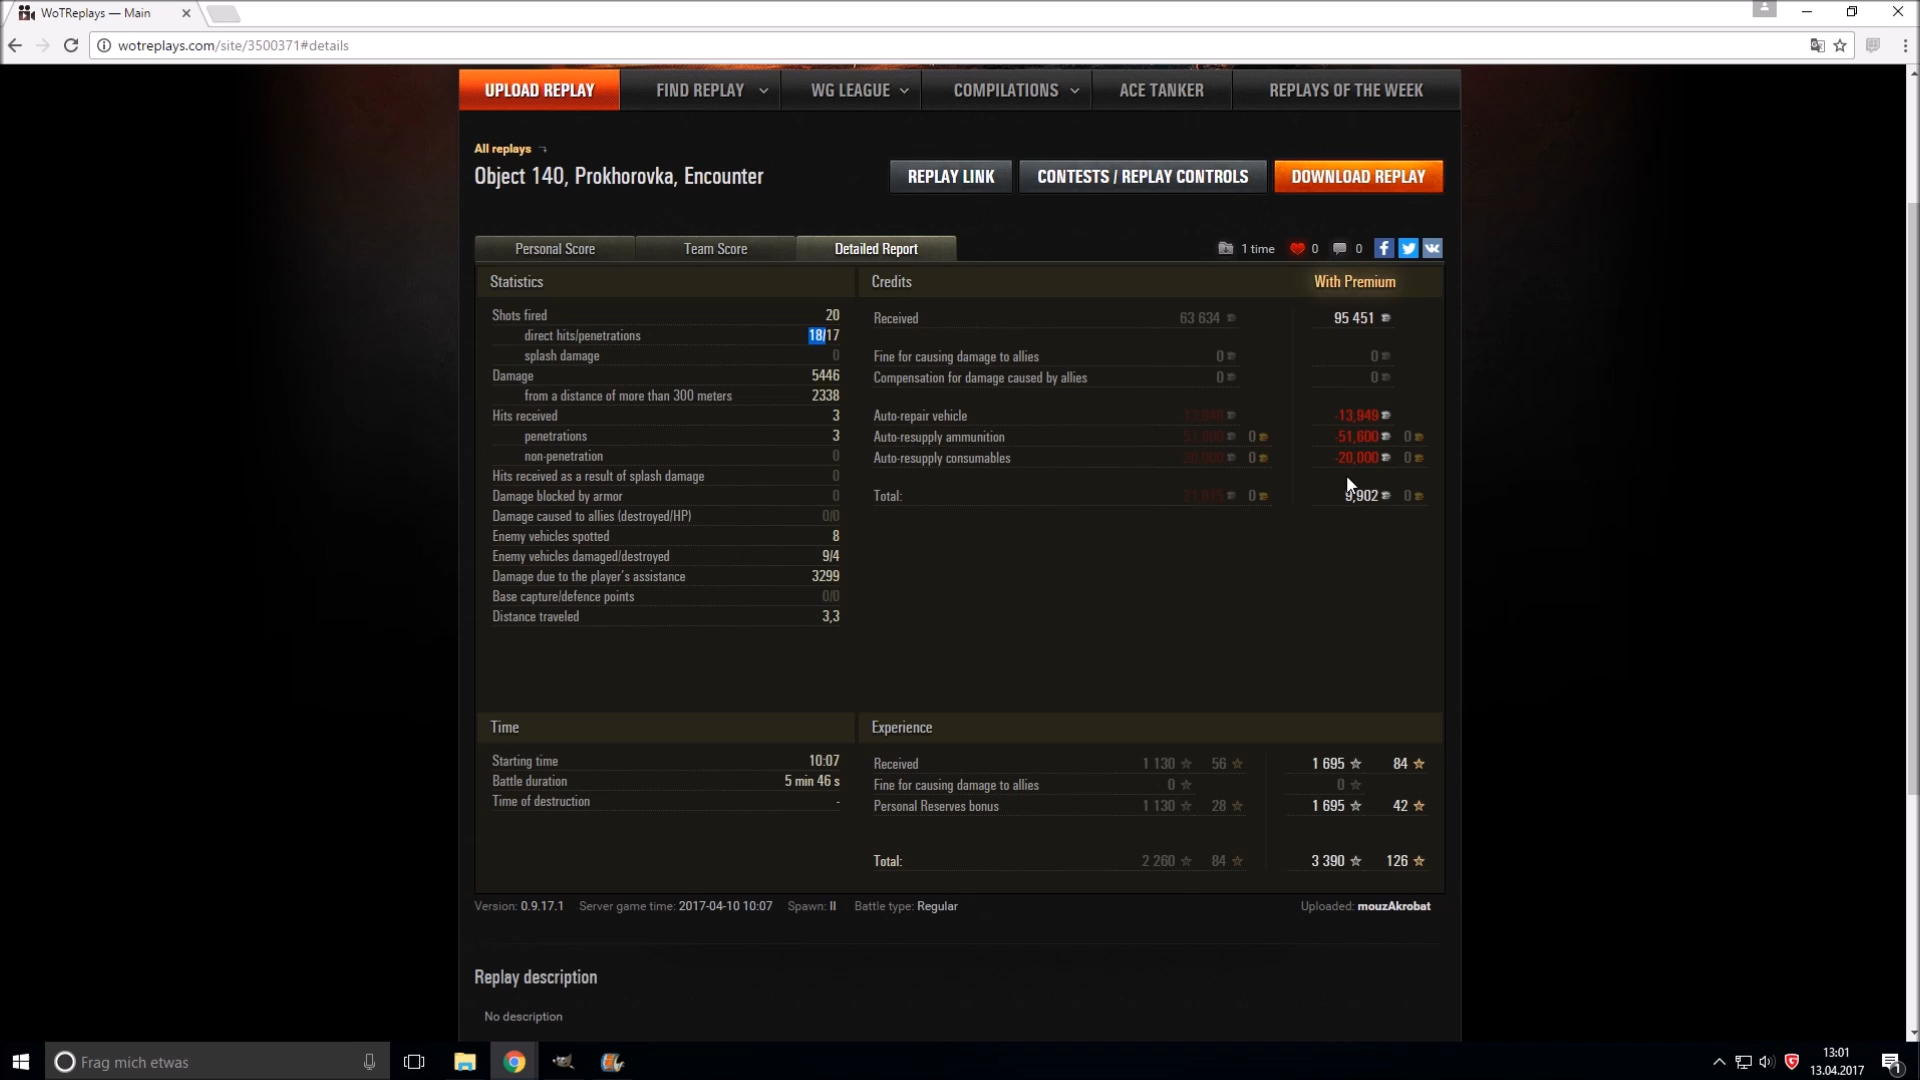 WoTReplays — Main
wotreplays.com/site/3500371#details
UPLOAD REPLAY FIND REPLAY WG LEAGUE COMPILATIONS ACE TANKER REPLAYS OF THE WEEK
All replays
Object 140, Prokhorovka, Encounter
REPLAY LINK CONTESTS / REPLAY CONTROLS DOWNLOAD REPLAY
Personal Score Team Score Detailed Report 1 time 0 0
Statistics Credits With Premium
Shots fired 20
direct hits/penetrations 18/17
splash damage 0
Damage 5446
from a distance of more than 300 meters 2338
Hits received 3
penetrations 3
non-penetration 0
Hits received as a result of splash damage 0
Damage blocked by armor 0
Damage caused to allies (destroyed/HP) 0/0
Enemy vehicles spotted 8
Enemy vehicles damaged/destroyed 9/4
Damage due to the player's assistance 3299
Base capture/defence points 0/0
Distance traveled 3,3
Received 63 634 95 451
Fine for causing damage to allies 0 0
Compensation for damage caused by allies 0 0
Auto-repair vehicle -13,949
Auto-resupply ammunition 0 -51,600 0
Auto-resupply consumables 0 -20,000 0
Total: 0 9,902 0
Time
Starting time 10:07
Battle duration 5 min 46 s
Time of destruction -
Experience
Received 1 130 56 1 695 84
Fine for causing damage to allies 0 0
Personal Reserves bonus 1 130 28 1 695 42
Total: 2 260 84 3 390 126
Version: 0.9.17.1 Server game time: 2017-04-10 10:07 Spawn: II Battle type: Regular Uploaded: mouzAkrobat
Replay description
No description
Frag mich etwas
13:01
13.04.2017
1